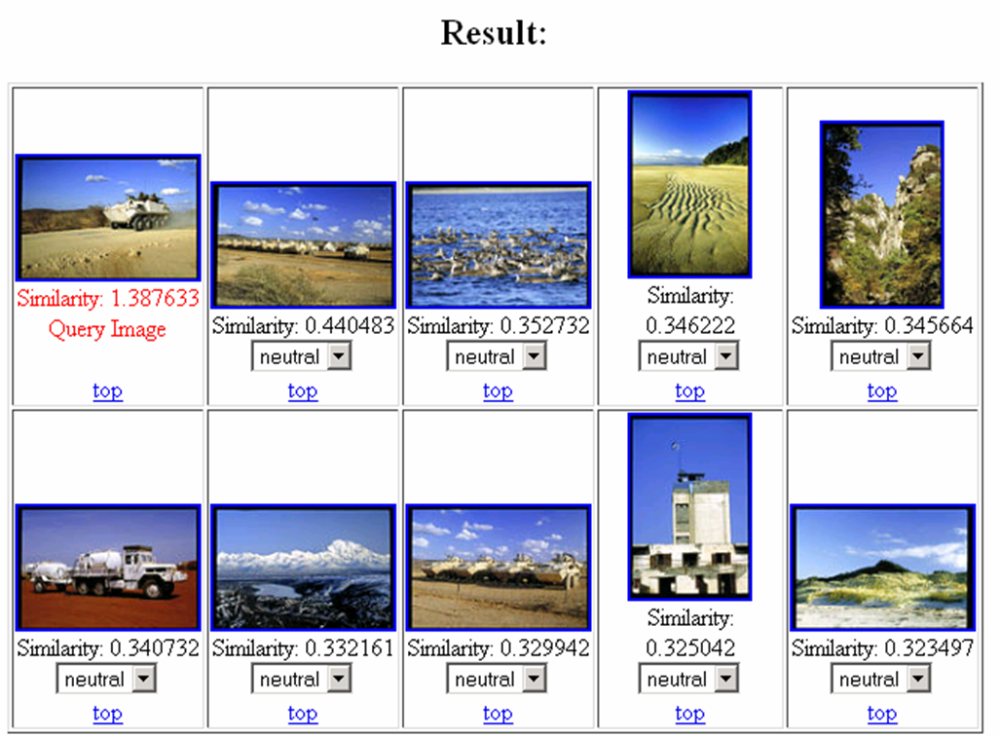 Result:
Similarity: 1.387633
Query Image
top
Similarity: 0.440483
neutral
top
Similarity: 0.352732
neutral
top
Similarity:
0.346222
neutral
top
Similarity: 0.345664
neutral
top
Similarity: 0.340732
neutral
top
Similarity: 0.332161
neutral
top
Similarity: 0.329942
neutral
top
Similarity:
0.325042
neutral
top
Similarity: 0.323497
neutral
top